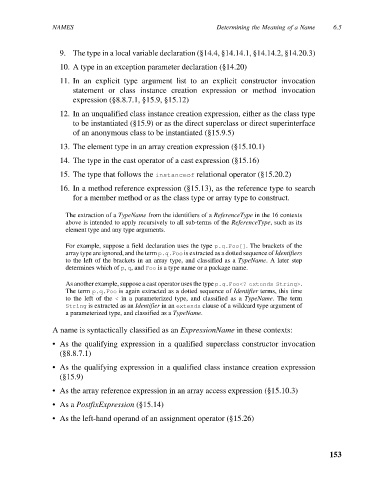 NAMES Determining the Meaning of a Name 6.5
9. The type in a local variable declaration (§14.4, §14.14.1, §14.14.2, §14.20.3)
10. A type in an exception parameter declaration (§14.20)
11. In an explicit type argument list to an explicit constructor invocation
statement or class instance creation expression or method invocation
expression (§8.8.7.1, §15.9, §15.12)
12. In an unqualified class instance creation expression, either as the class type
to be instantiated (§15.9) or as the direct superclass or direct superinterface
of an anonymous class to be instantiated (§15.9.5)
13. The element type in an array creation expression (§15.10.1)
14. The type in the cast operator of a cast expression (§15.16)
15. The type that follows the instanceof relational operator (§15.20.2)
16. In a method reference expression (§15.13), as the reference type to search
for a member method or as the class type or array type to construct.
The extraction of a TypeName from the identifiers of a ReferenceType in the 16 contexts
above is intended to apply recursively to all sub-terms of the ReferenceType, such as its
element type and any type arguments.
For example, suppose a field declaration uses the type p.q.Foo[]. The brackets of the
array type are ignored, and the term p.q.Foo is extracted as a dotted sequence of Identifiers
to the left of the brackets in an array type, and classified as a TypeName. A later step
determines which of p, q, and Foo is a type name or a package name.
As another example, suppose a cast operator uses the type p.q.Foo<? extends String>.
The term p.q.Foo is again extracted as a dotted sequence of Identifier terms, this time
to the left of the < in a parameterized type, and classified as a TypeName. The term
String is extracted as an Identifier in an extends clause of a wildcard type argument of
a parameterized type, and classified as a TypeName.
A name is syntactically classified as an ExpressionName in these contexts:
• As the qualifying expression in a qualified superclass constructor invocation
(§8.8.7.1)
• As the qualifying expression in a qualified class instance creation expression
(§15.9)
• As the array reference expression in an array access expression (§15.10.3)
• As a PostfixExpression (§15.14)
• As the left-hand operand of an assignment operator (§15.26)
153